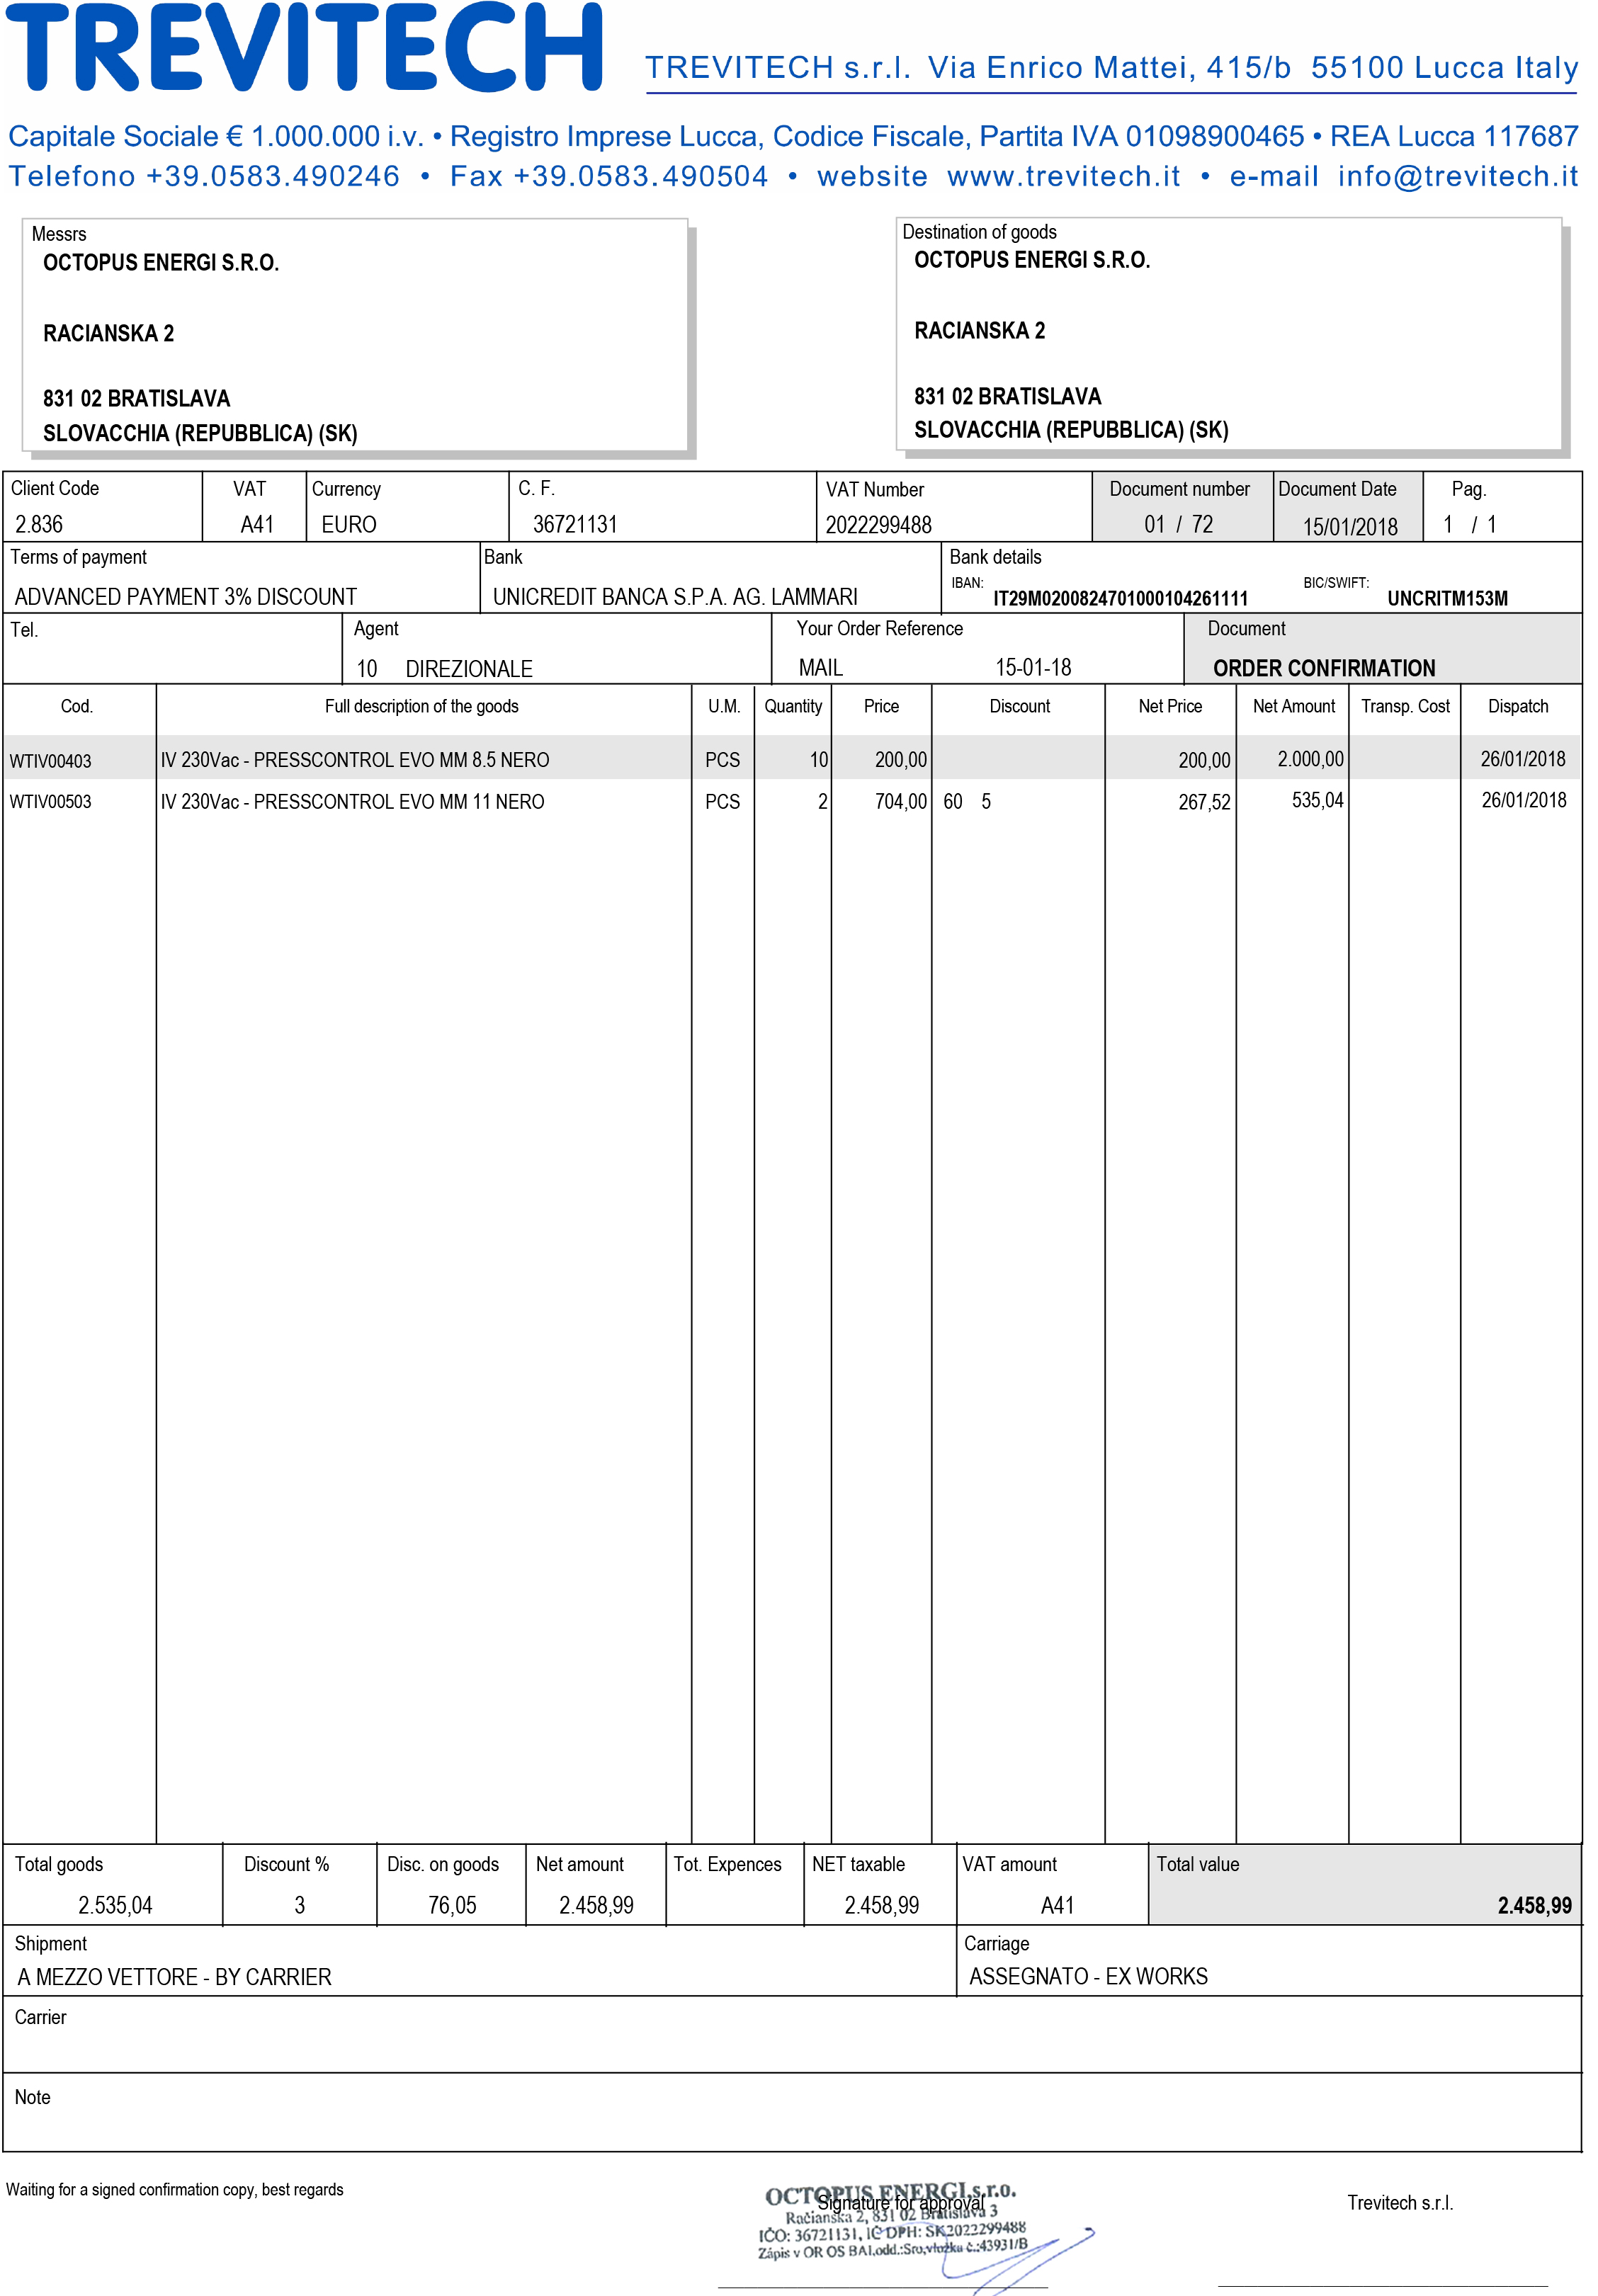 TREVITECH
TREVITECH s.r.l. Via Enrico Mattei, 415/b 55100 Lucca Italy
Capitale Sociale € 1.000.000 i.v. • Registro Imprese Lucca, Codice Fiscale, Partita IVA 01098900465 • REA Lucca 117687
Telefono +39.0583.490246 • Fax +39.0583.490504 • website www.trevitech.it • e-mail info@trevitech.it
Messrs
OCTOPUS ENERGI S.R.O.
RACIANSKA 2
831 02 BRATISLAVA
SLOVACCHIA (REPUBBLICA) (SK)
Destination of goods
OCTOPUS ENERGI S.R.O.
RACIANSKA 2
831 02 BRATISLAVA
SLOVACCHIA (REPUBBLICA) (SK)
Client Code VAT Currency C. F. VAT Number Document number Document Date Pag.
2.836 A41 EURO 36721131 2022299488 01 / 72 15/01/2018 1 / 1
Terms of payment Bank Bank details
ADVANCED PAYMENT 3% DISCOUNT UNICREDIT BANCA S.P.A. AG. LAMMARI IBAN: IT29M0200824701000104261111 BIC/SWIFT: UNCRITM153M
Tel. Agent Your Order Reference Document
10 DIREZIONALE MAIL 15-01-18 ORDER CONFIRMATION
Cod. Full description of the goods U.M. Quantity Price Discount Net Price Net Amount Transp. Cost Dispatch
WTIV00403 IV 230Vac - PRESSCONTROL EVO MM 8.5 NERO PCS 10 200,00 200,00 2.000,00 26/01/2018
WTIV00503 IV 230Vac - PRESSCONTROL EVO MM 11 NERO PCS 2 704,00 60 5 267,52 535,04 26/01/2018
Total goods Discount % Disc. on goods Net amount Tot. Expences NET taxable VAT amount Total value
2.535,04 3 76,05 2.458,99 2.458,99 A41 2.458,99
Shipment Carriage
A MEZZO VETTORE - BY CARRIER ASSEGNATO - EX WORKS
Carrier
Note
Waiting for a signed confirmation copy, best regards
OCTOPUS ENERGI,s.r.o.
Signature for approval
Trevitech s.r.l.
Račianska 2, 831 02 Bratislava 3
IČO: 36721131, IČ DPH: SK2022299488
Zápis v OR OS BAI,odd.:Sro,vložka č.:43931/B